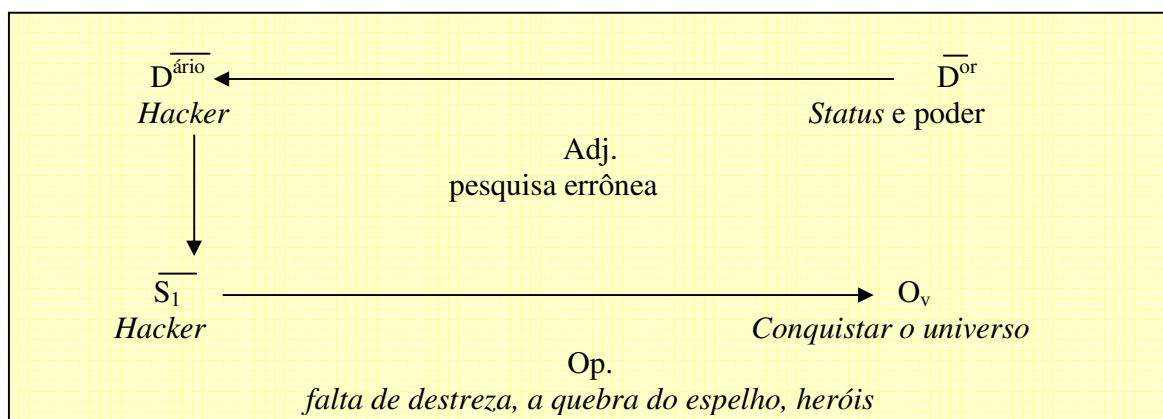 Dário Dor
Hacker Status e poder
Adj.
pesquisa errônea
S1 Ov
Hacker Conquistar o universo
Op.
falta de destreza, a quebra do espelho, heróis